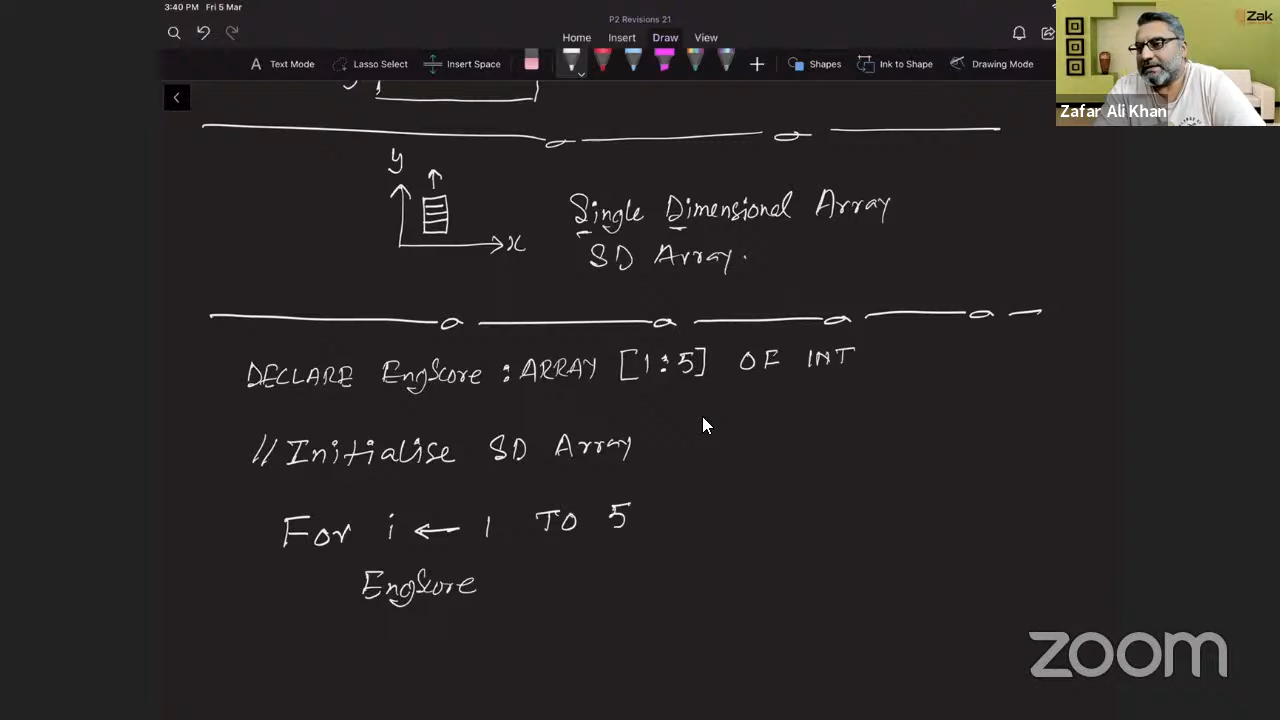 3:40 PM Fri 5 Mar
P2 Revisions 21
Home Insert Draw View
Text Mode Lasso Select Insert Space Shapes Ink to Shape Drawing Mode
Zak
Zafar Ali Khan
y
x
Single Dimensional Array
SD Array.
DECLARE EngScore : ARRAY [1:5] OF INT
// Initialise SD Array
For i ← 1 TO 5
EngScore
zoom